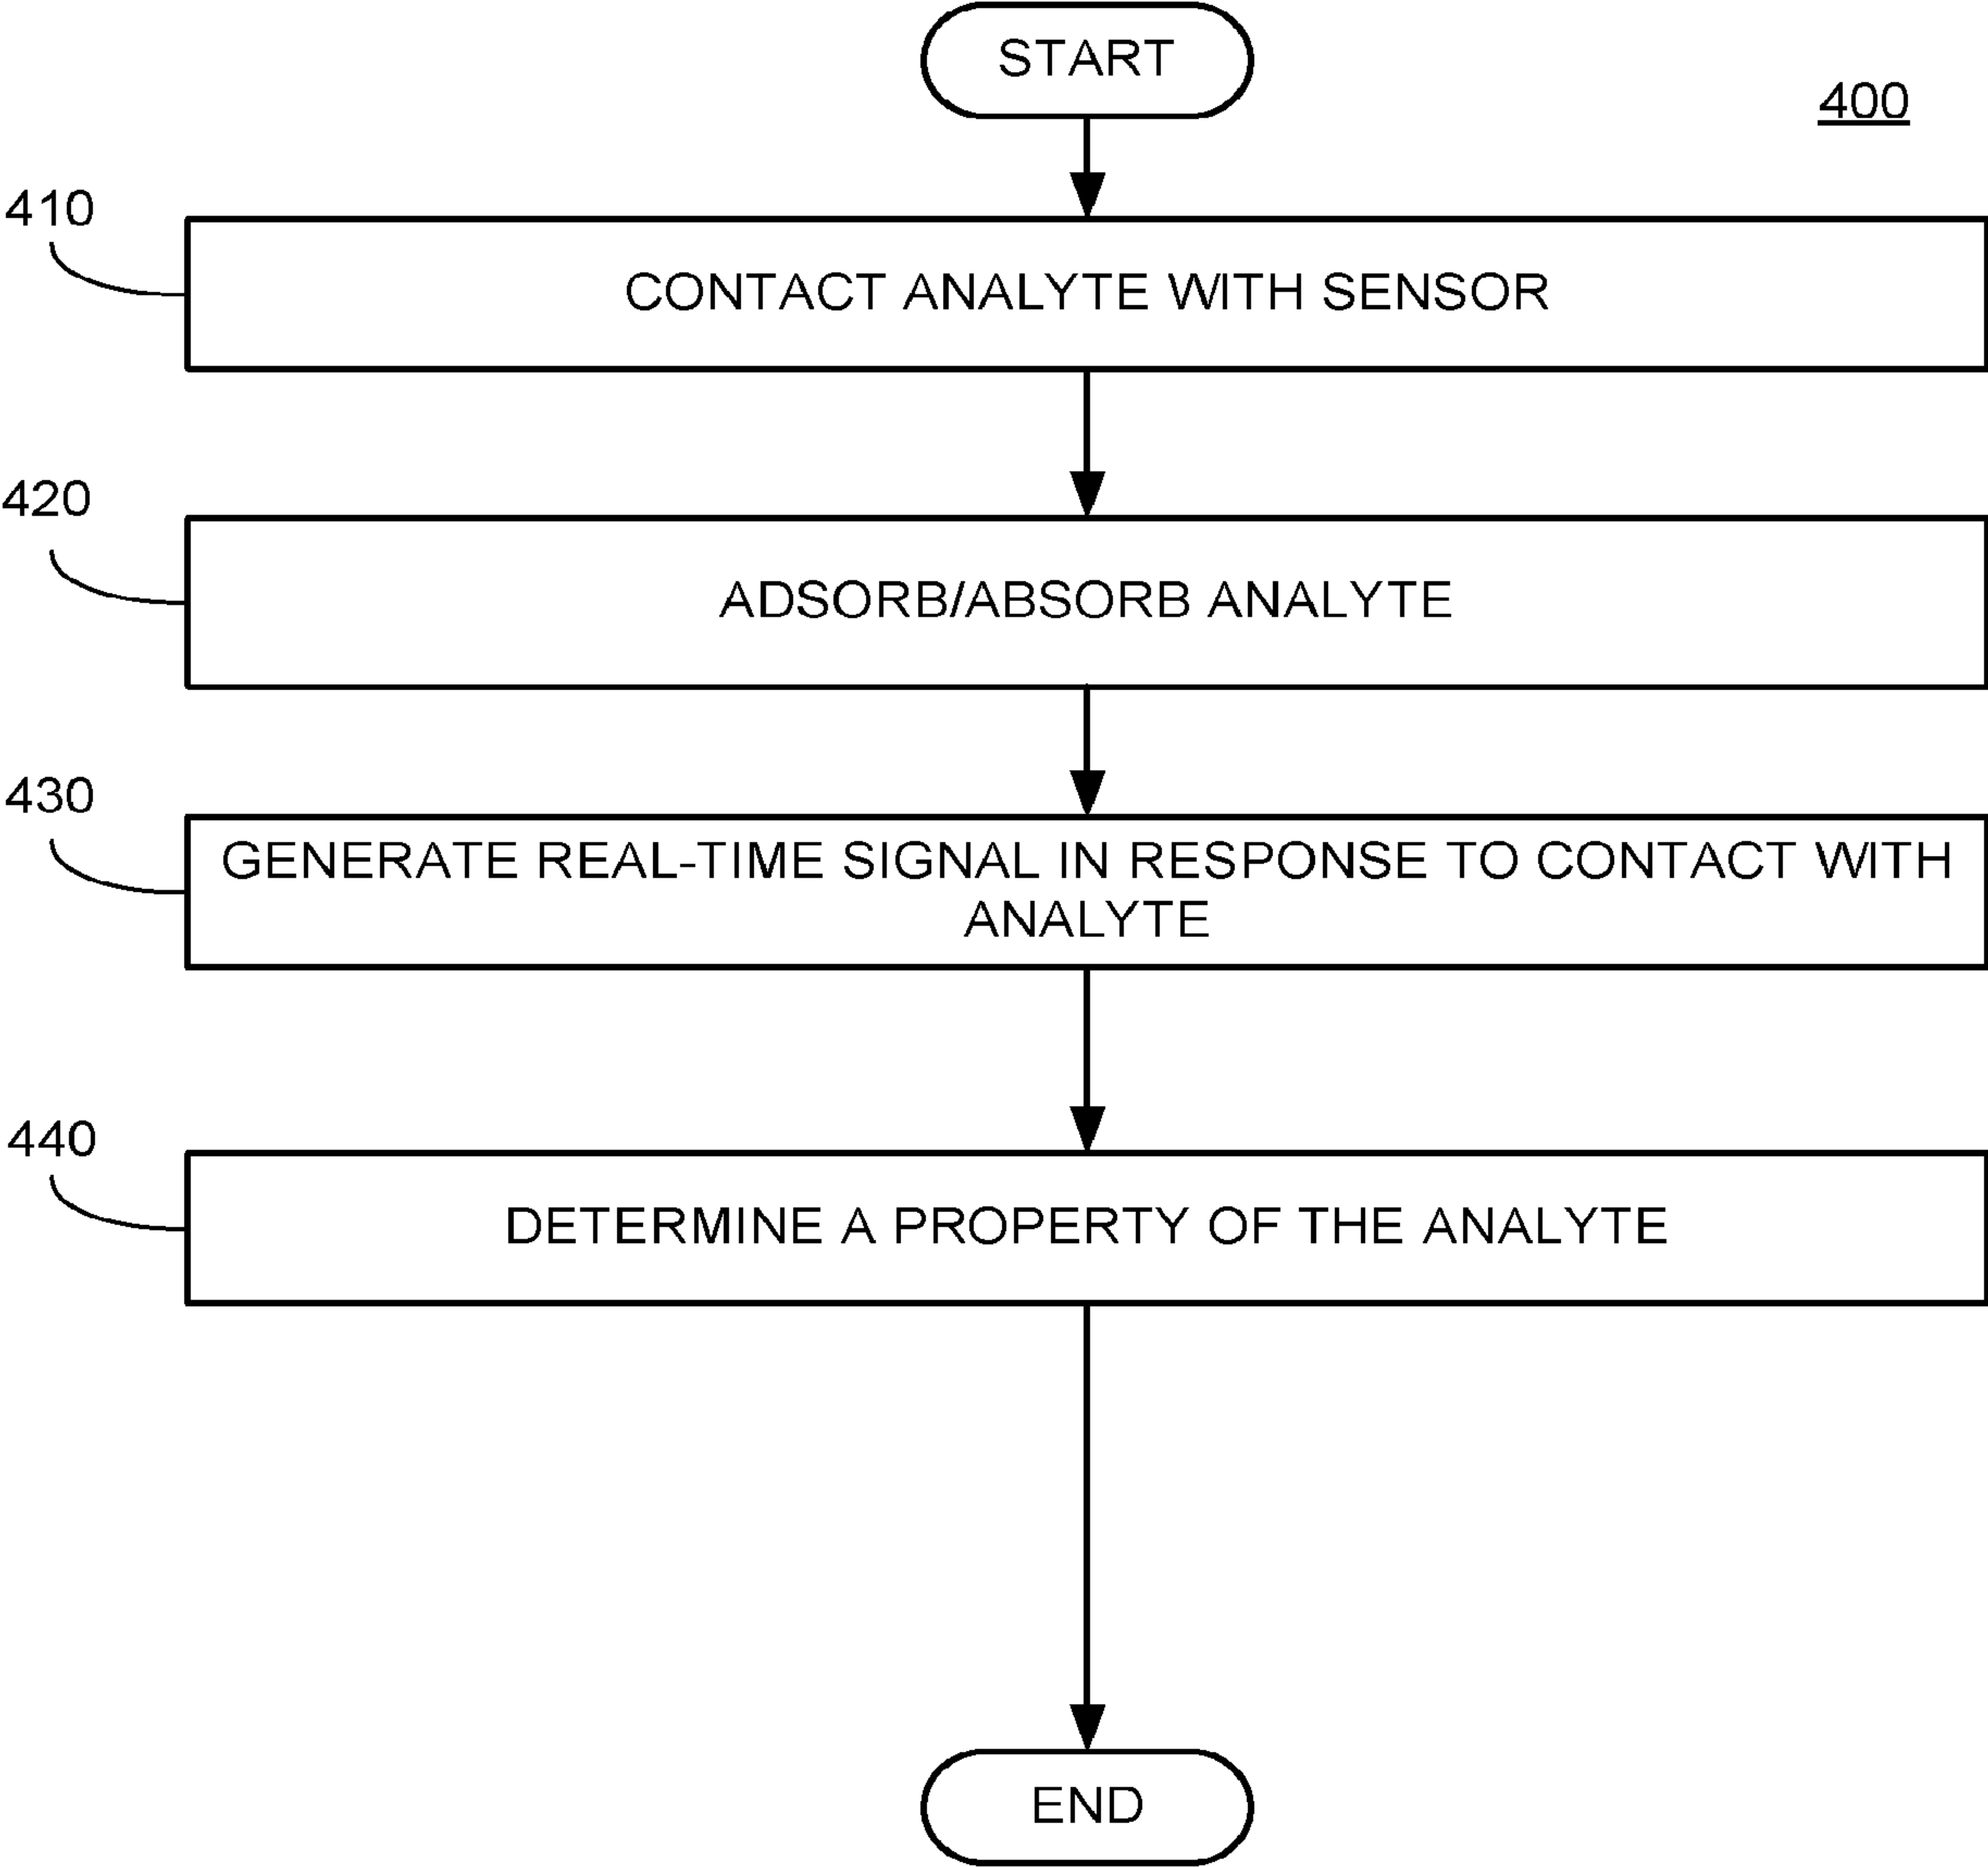 START
400
410
CONTACT ANALYTE WITH SENSOR
420
ADSORB/ABSORB ANALYTE
430
GENERATE REAL-TIME SIGNAL IN RESPONSE TO CONTACT WITH
ANALYTE
440
DETERMINE A PROPERTY OF THE ANALYTE
END